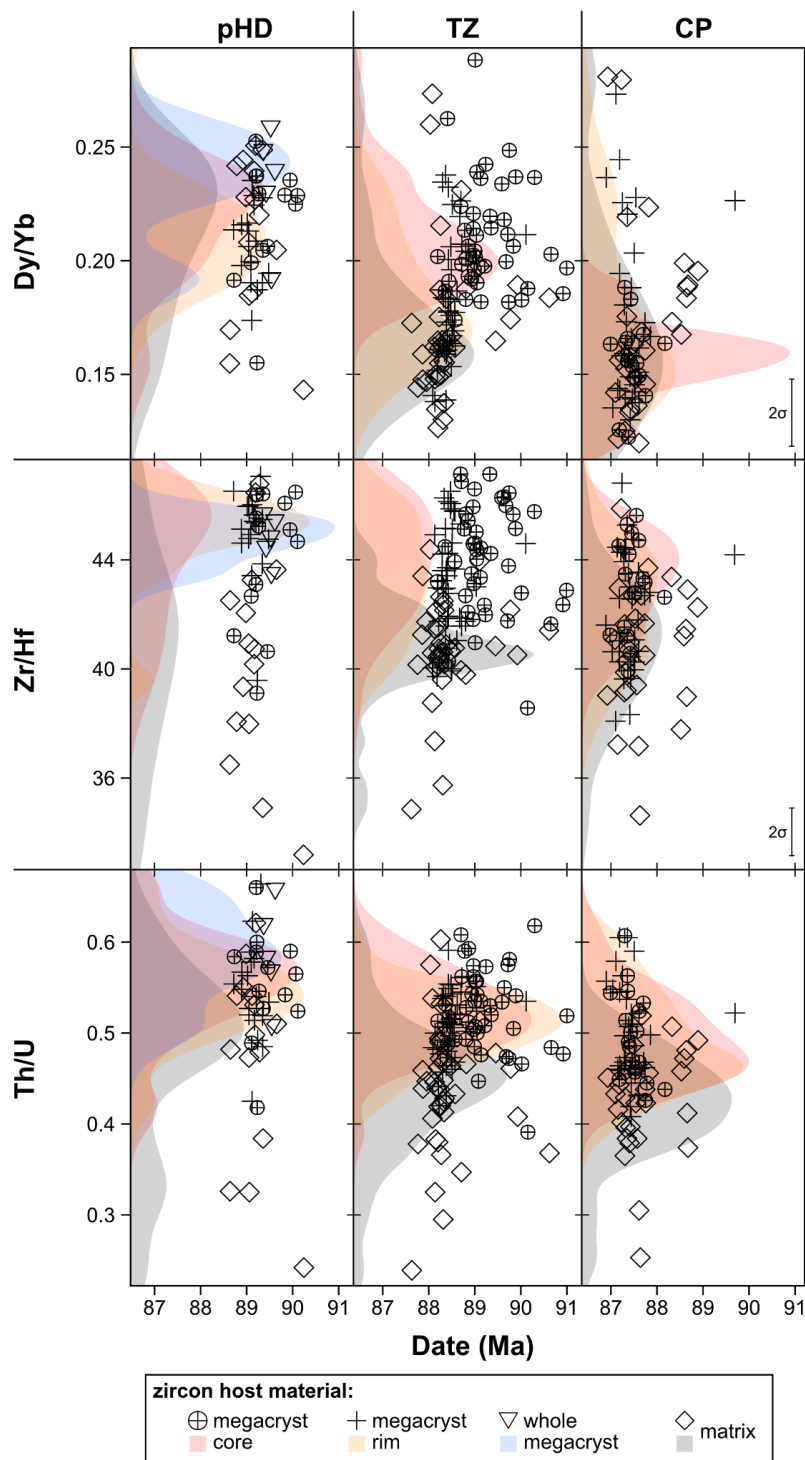 pHD TZ CP
Dy/Yb
0.25
0.20
0.15
2σ
Zr/Hf
44
40
36
2σ
Th/U
0.6
0.5
0.4
0.3
87 88 89 90 91 87 88 89 90 91 87 88 89 90 91
Date (Ma)
zircon host material:
megacryst megacryst whole matrix
core rim megacryst